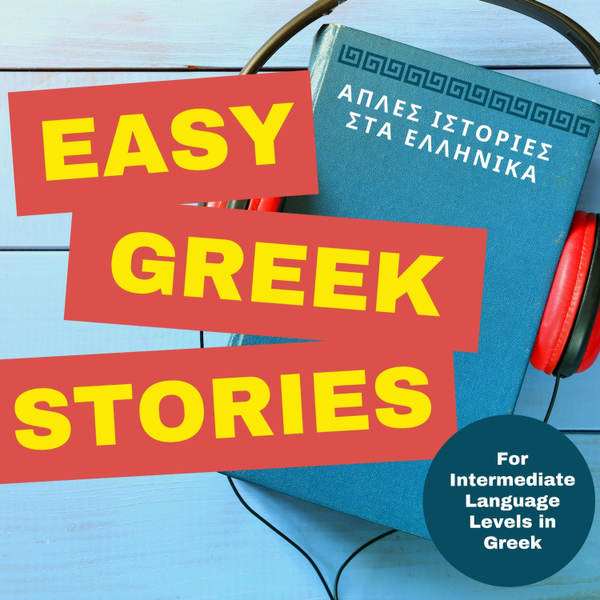 EASY
GREEK
STORIES
ΑΠΛΕΣ ΙΣΤΟΡΙΕΣ
ΣΤΑ ΕΛΛΗΝΙΚΑ
For
Intermediate
Language
Levels in
Greek